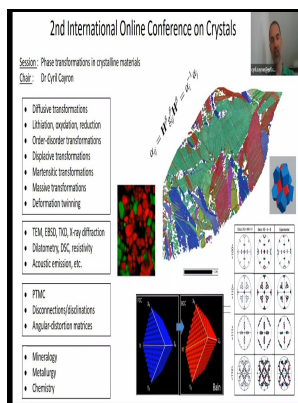 2nd International Online Conference on Crystals
Session : Phase transformations in crystalline materials
Chair : Dr Cyril Cayron
• Diffusive transformations
• Lithiation, oxydation, reduction
• Order-disorder transformations
• Displacive transformations
• Martensitic transformations
• Massive transformations
• Deformation twinning
• TEM, EBSD, TKD, X-ray diffraction
• Dilatometry, DSC, resistivity
• Acoustic emission, etc.
• PTMC
• Disconnections/disclinations
• Angular-distortion matrices
• Mineralogy
• Metallurgy
• Chemistry
Bain